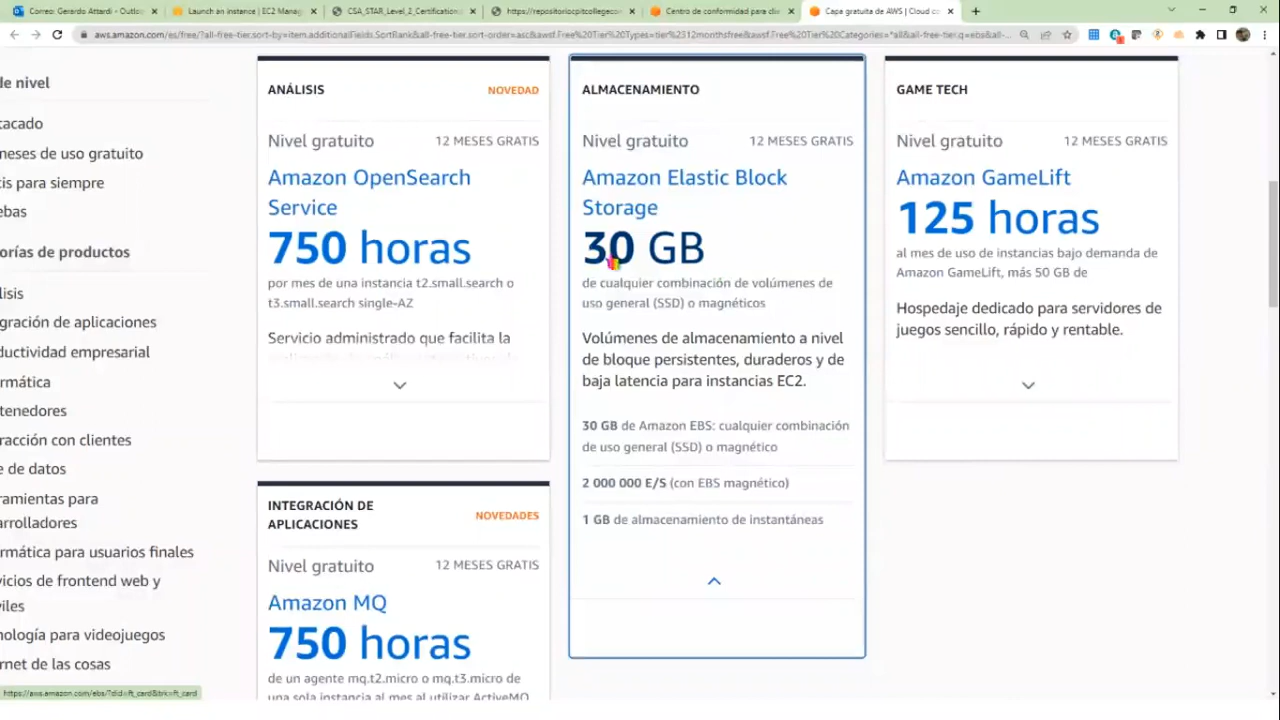 Correo: Gerardo Attardi - Outlo
Launch an instance | EC2 Manag
CSA_STAR_Level_2_Certification
https://repositoriocpitcollegeco
Centro de conformidad para clie
Capa gratuita de AWS | Cloud c
aws.amazon.com/es/free/?all-free-tier.sort-by=item.additionalFields.SortRank&all-free-tier.sort-order=asc&awsf.Free%20Tier%20Types=tier%2312monthsfree&awsf.Free%20Tier%20Categories=*all&all-free-tier.q=ebs&all-...
de nivel
tacado
neses de uso gratuito
tis para siempre
ebas
orías de productos
lisis
gración de aplicaciones
ductividad empresarial
rmática
tenedores
racción con clientes
e de datos
ramientas para
arrolladores
rmática para usuarios finales
vicios de frontend web y
viles
nología para videojuegos
rnet de las cosas
https://aws.amazon.com/ebs/?did=ft_card&trk=ft_card
ANÁLISIS
NOVEDAD
Nivel gratuito
12 MESES GRATIS
Amazon OpenSearch
Service
750 horas
por mes de una instancia t2.small.search o
t3.small.search single-AZ
Servicio administrado que facilita la
INTEGRACIÓN DE
APLICACIONES
NOVEDADES
Nivel gratuito
12 MESES GRATIS
Amazon MQ
750 horas
de un agente mq.t2.micro o mq.t3.micro de
una sola instancia al mes al utilizar ActiveMQ
ALMACENAMIENTO
Nivel gratuito
12 MESES GRATIS
Amazon Elastic Block
Storage
30 GB
de cualquier combinación de volúmenes de
uso general (SSD) o magnéticos
Volúmenes de almacenamiento a nivel
de bloque persistentes, duraderos y de
baja latencia para instancias EC2.
30 GB de Amazon EBS: cualquier combinación
de uso general (SSD) o magnético
2 000 000 E/S (con EBS magnético)
1 GB de almacenamiento de instantáneas
GAME TECH
Nivel gratuito
12 MESES GRATIS
Amazon GameLift
125 horas
al mes de uso de instancias bajo demanda de
Amazon GameLift, más 50 GB de
Hospedaje dedicado para servidores de
juegos sencillo, rápido y rentable.